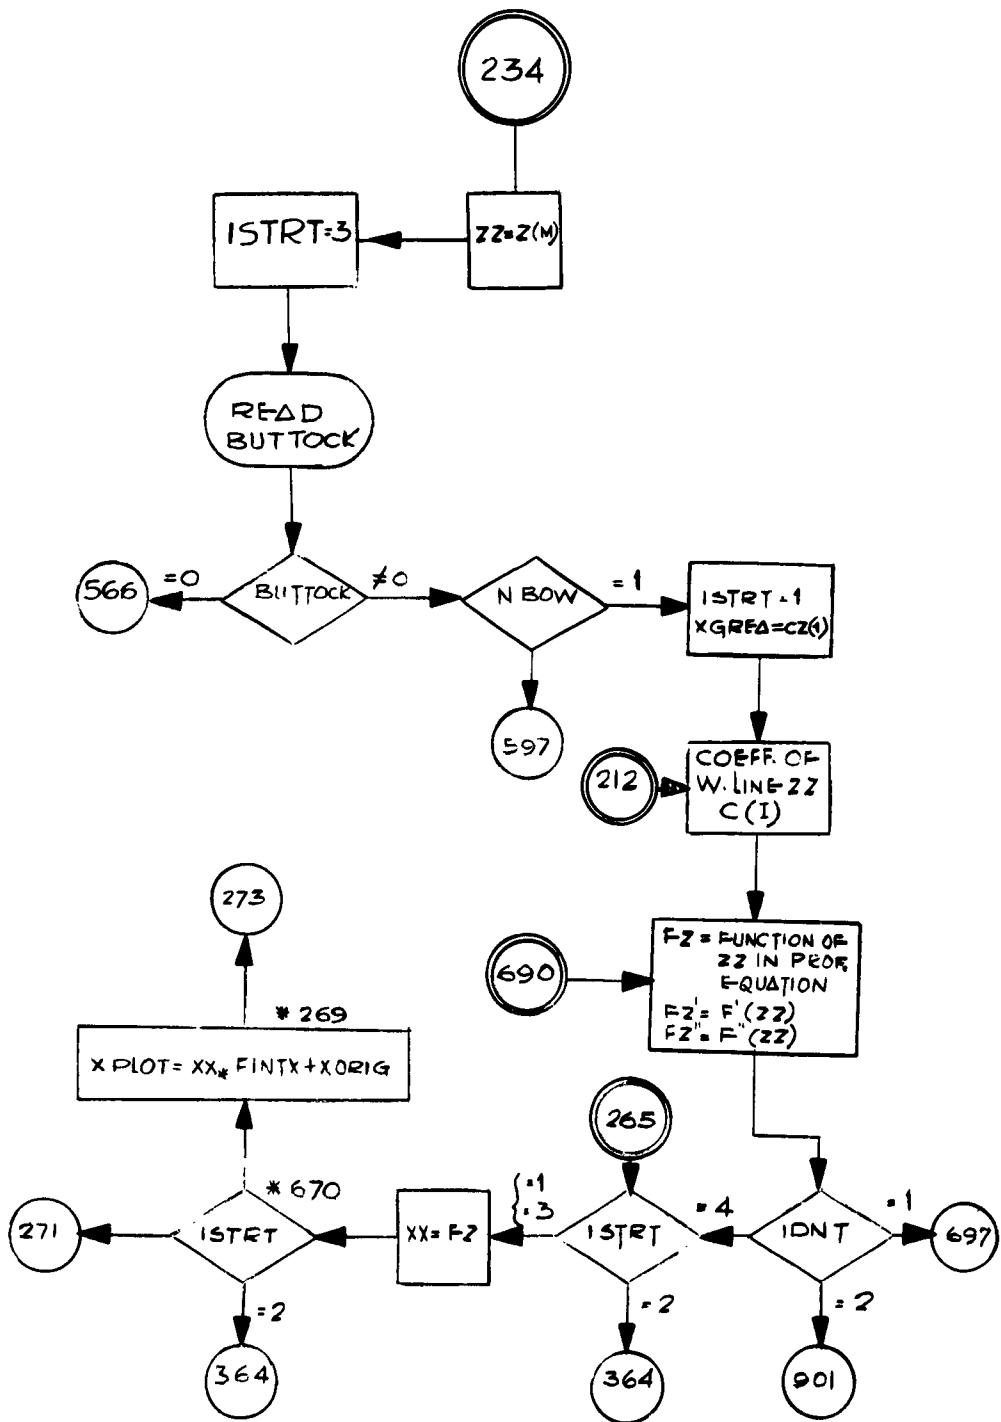 234
ZZ=Z(M)
ISTRT=3
READ
BUTTOCK
BUTTOCK
=0
566
≠0
N BOW
=1
597
ISTRT=1
XGREA=CZ(1)
COEFF. OF
W. LINE ZZ
C(I)
212
FZ = FUNCTION OF
ZZ IN PROF.
EQUATION
FZ' = F'(ZZ)
FZ" = F"(ZZ)
690
273
* 269
X PLOT = XX* FINTX + XORIG
265
* 670
ISTRT
271
=2
364
XX = FZ
=1
=3
ISTRT
=4
=2
364
IDNT
=1
697
=2
901